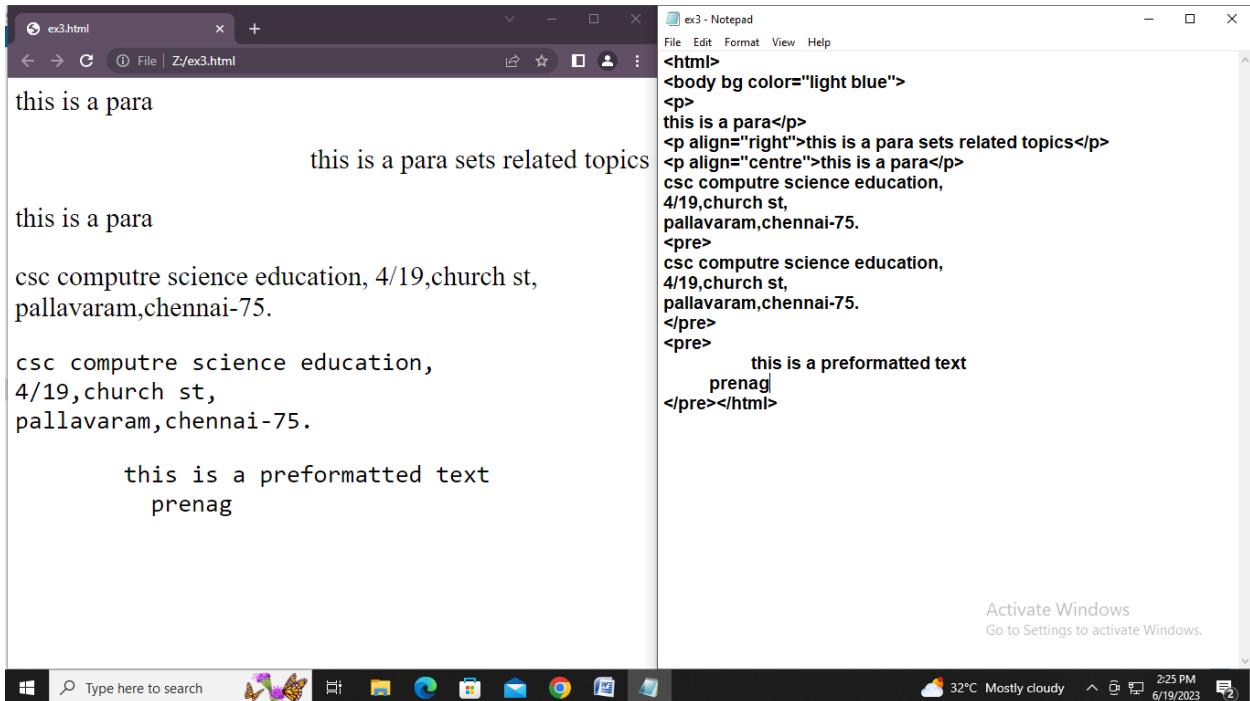 ex3.html
File Z:/ex3.html
this is a para
this is a para sets related topics
this is a para
csc computre science education, 4/19,church st,
pallavaram,chennai-75.
csc computre science education,
4/19,church st,
pallavaram,chennai-75.
this is a preformatted text
prenag
ex3 - Notepad
File Edit Format View Help
<html>
<body bg color="light blue">
<p>
this is a para</p>
<p align="right">this is a para sets related topics</p>
<p align="centre">this is a para</p>
csc computre science education,
4/19,church st,
pallavaram,chennai-75.
<pre>
csc computre science education,
4/19,church st,
pallavaram,chennai-75.
</pre>
<pre>
this is a preformatted text
prenag
</pre></html>
Activate Windows
Go to Settings to activate Windows.
Type here to search
32°C Mostly cloudy
2:25 PM
6/19/2023
2